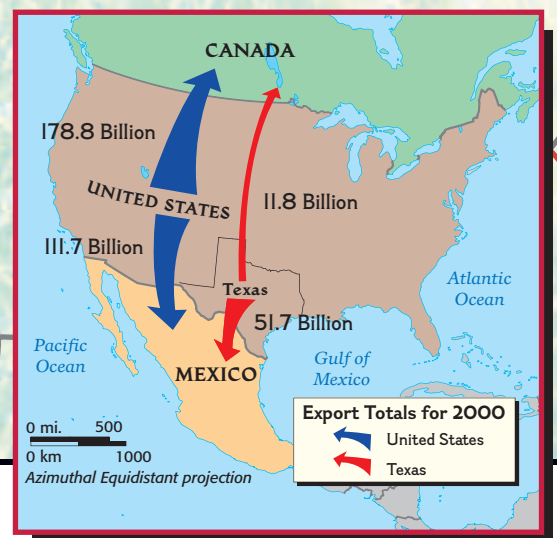 CANADA
178.8 Billion
UNITED STATES
11.8 Billion
111.7 Billion
Texas
Atlantic
Ocean
51.7 Billion
Pacific
Ocean
Gulf of
Mexico
MEXICO
Export Totals for 2000
United States
Texas
0 mi. 500
0 km 1000
Azimuthal Equidistant projection